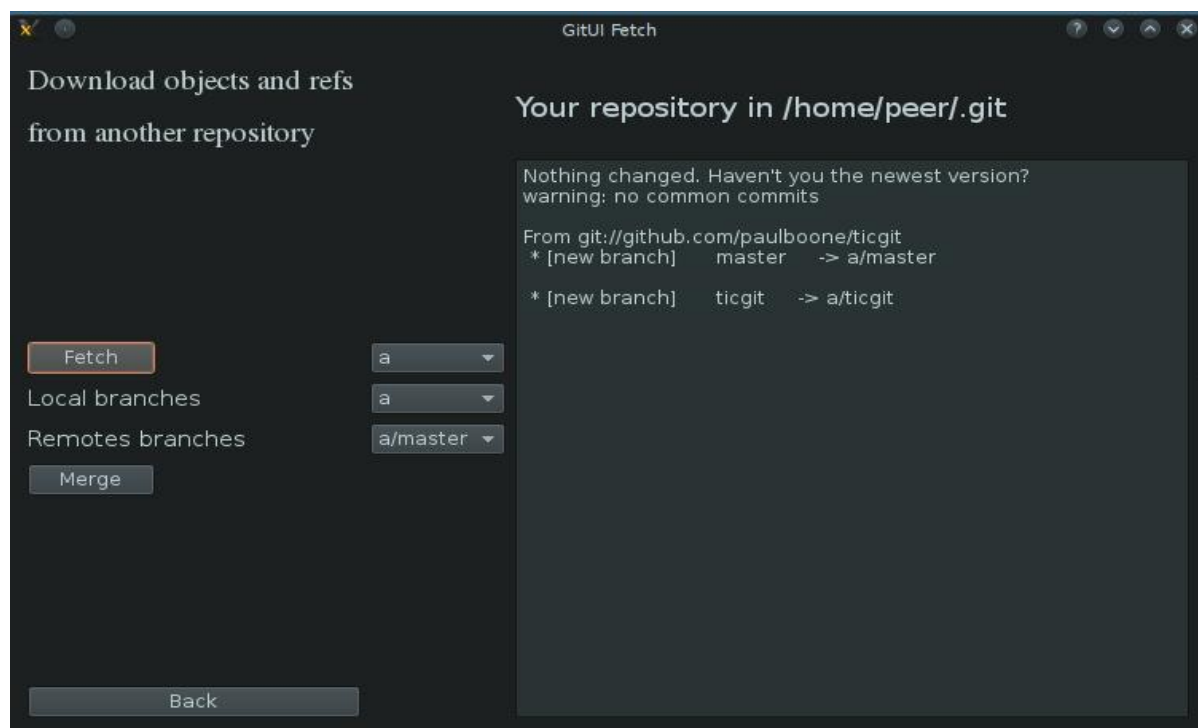 GitUI Fetch
Download objects and refs
from another repository
Your repository in /home/peer/.git
Nothing changed. Haven't you the newest version?
warning: no common commits
From git://github.com/paulboone/ticgit
* [new branch] master -> a/master
* [new branch] ticgit -> a/ticgit
Fetch a
Local branches a
Remotes branches a/master
Merge
Back